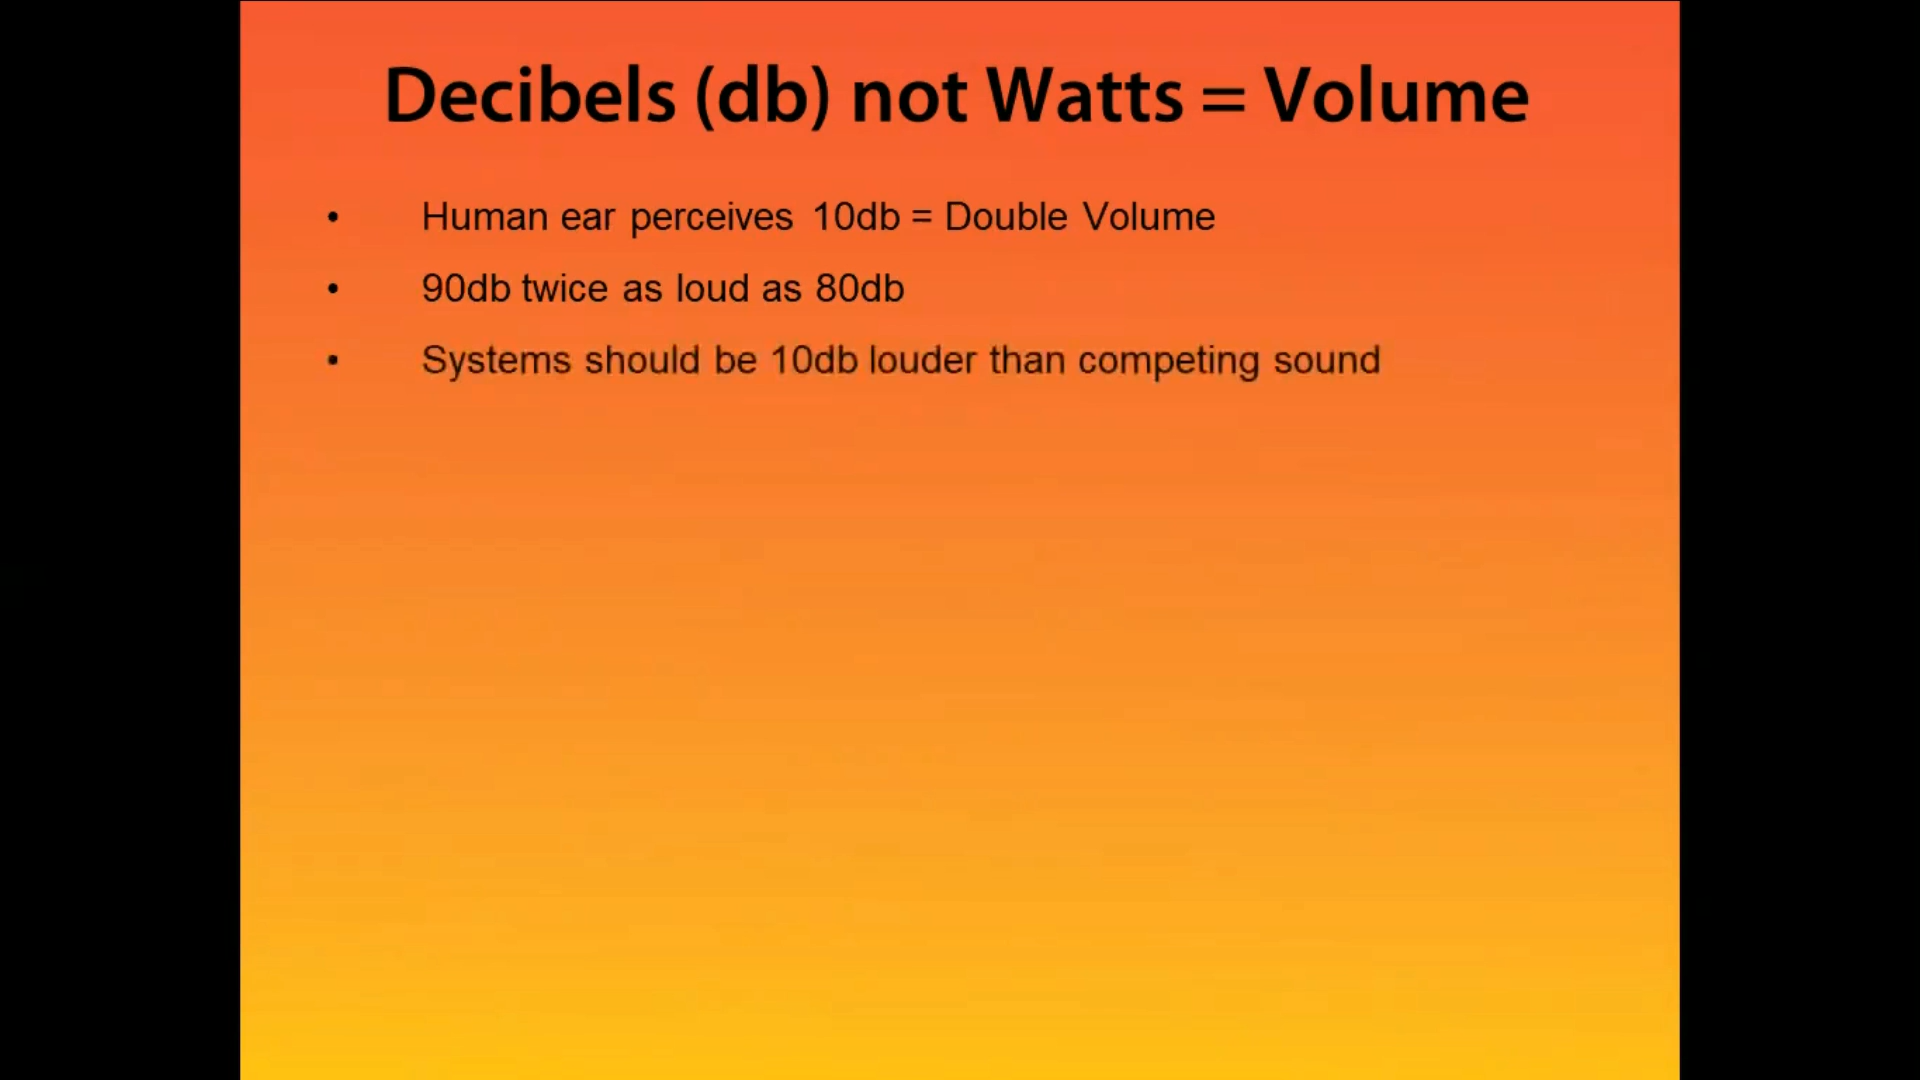 Decibels (db) not Watts = Volume
• Human ear perceives 10db = Double Volume
• 90db twice as loud as 80db
• Systems should be 10db louder than competing sound